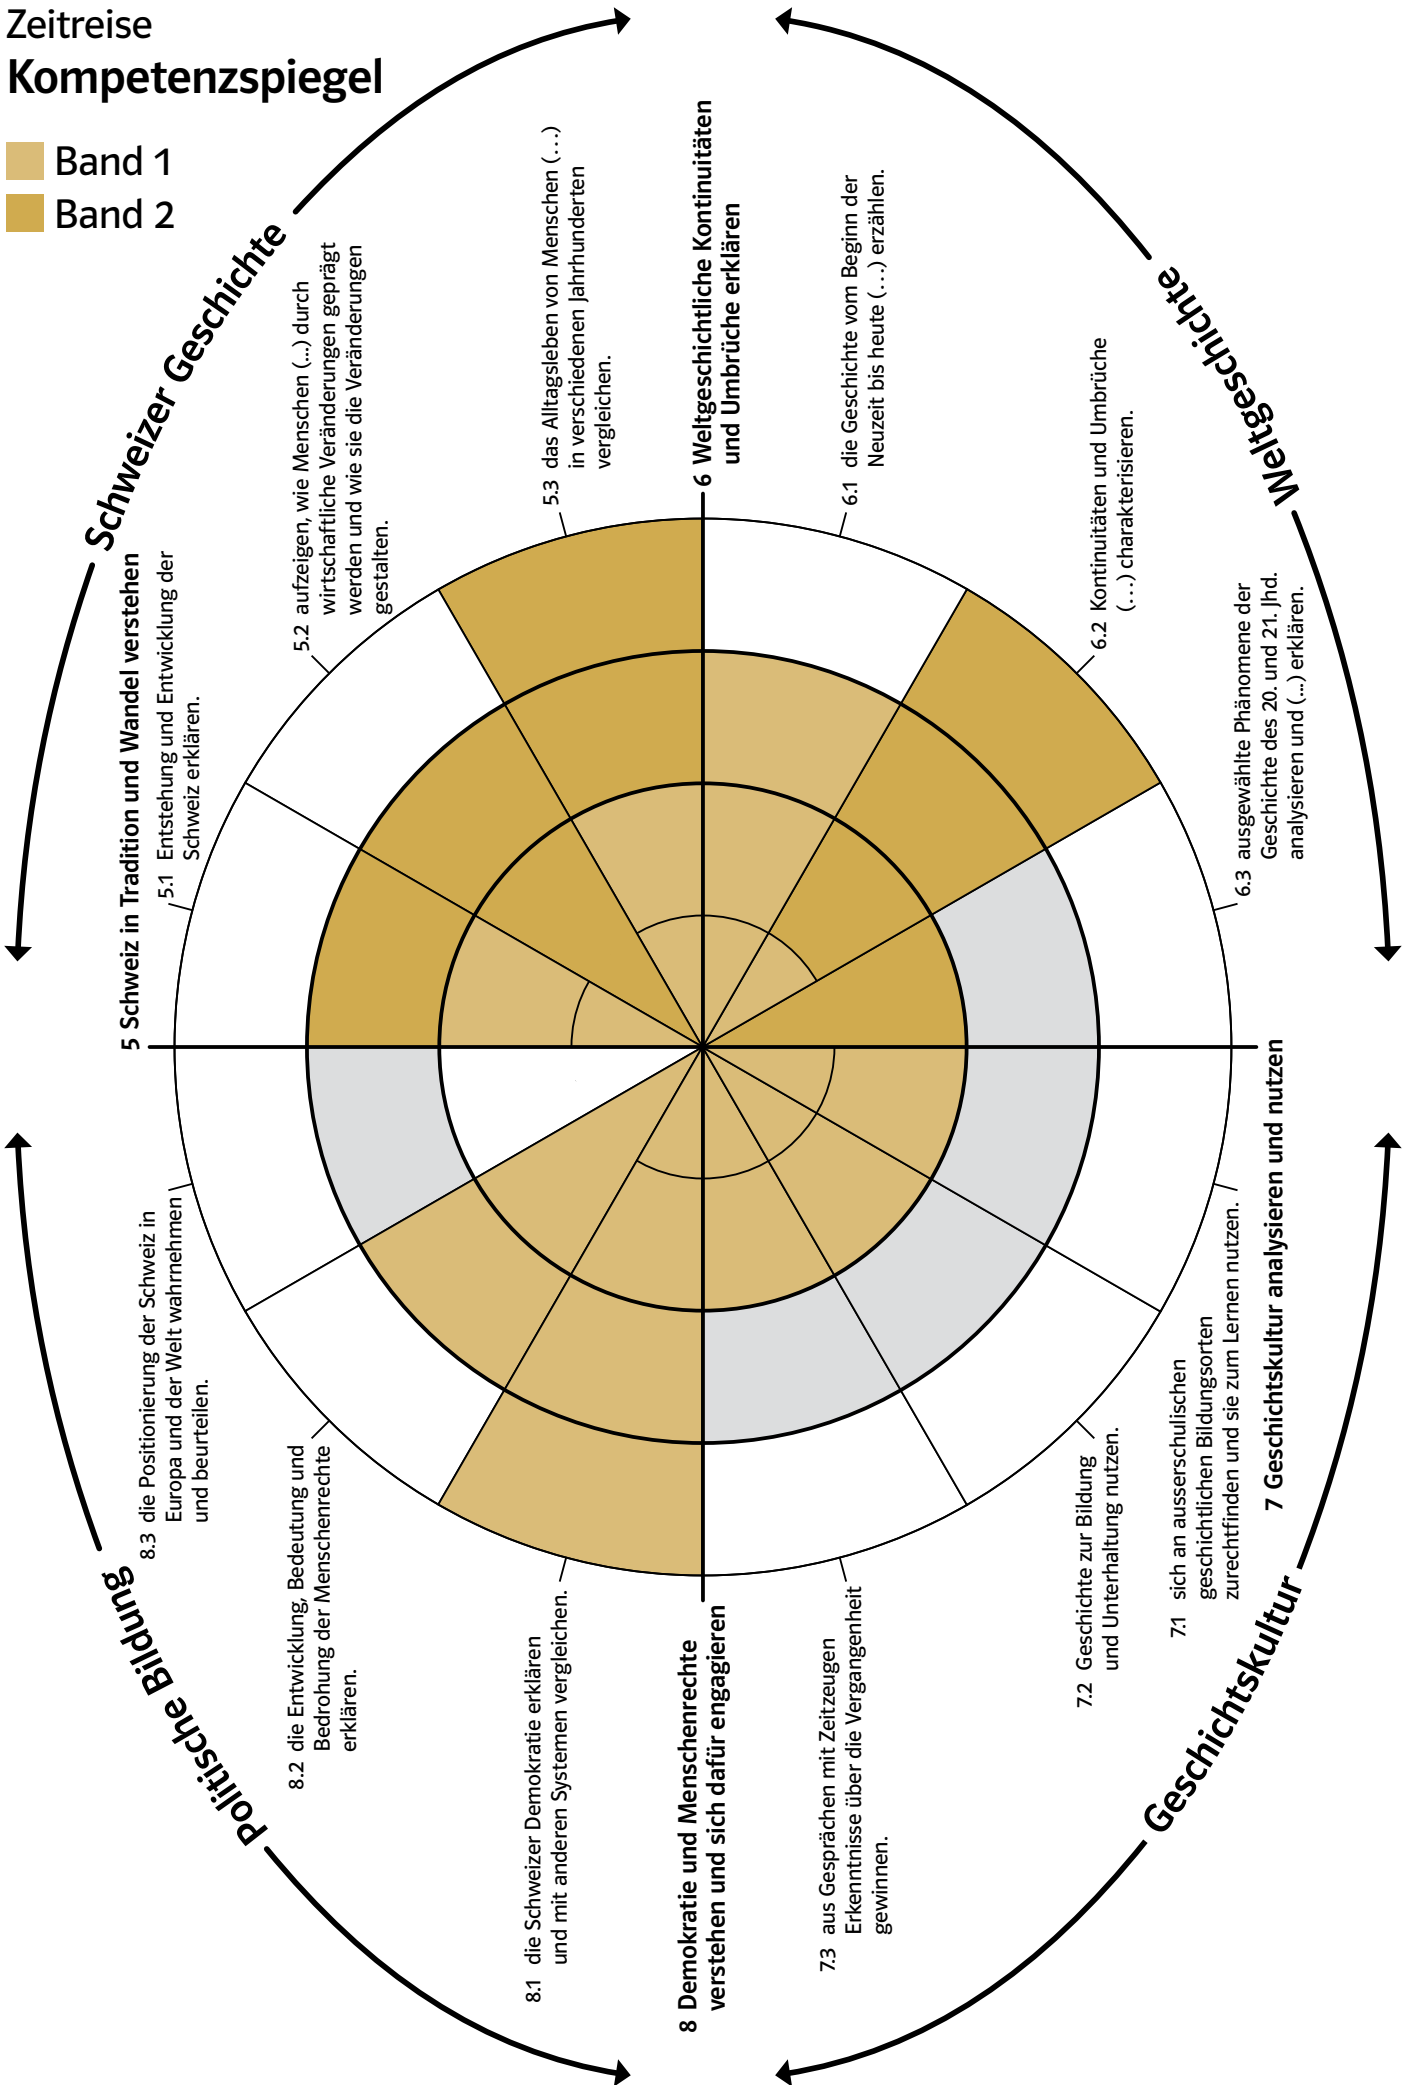 Zeitreise
Kompetenzspiegel
Band 1
Band 2
Schweizer Geschichte
5 Schweiz in Tradition und Wandel verstehen
5.1 Entstehung und Entwicklung der
Schweiz erklären.
5.2 aufzeigen, wie Menschen (...) durch
wirtschaftliche Veränderungen geprägt
werden und wie sie die Veränderungen
gestalten.
5.3 das Alltagsleben von Menschen (…)
in verschiedenen Jahrhunderten
vergleichen.
Weltgeschichte
6 Weltgeschichtliche Kontinuitäten
und Umbrüche erklären
6.1 die Geschichte vom Beginn der
Neuzeit bis heute (…) erzählen.
6.2 Kontinuitäten und Umbrüche
(…) charakterisieren.
6.3 ausgewählte Phänomene der
Geschichte des 20. und 21. Jhd.
analysieren und (...) erklären.
Geschichtskultur
7 Geschichtskultur analysieren und nutzen
7.1 sich an ausserschulischen
geschichtlichen Bildungsorten
zurechtfinden und sie zum Lernen nutzen.
7.2 Geschichte zur Bildung
und Unterhaltung nutzen.
7.3 aus Gesprächen mit Zeitzeugen
Erkenntnisse über die Vergangenheit
gewinnen.
Politische Bildung
8 Demokratie und Menschenrechte
verstehen und sich dafür engagieren
8.1 die Schweizer Demokratie erklären
und mit anderen Systemen vergleichen.
8.2 die Entwicklung, Bedeutung und
Bedrohung der Menschenrechte
erklären.
8.3 die Positionierung der Schweiz in
Europa und der Welt wahrnehmen
und beurteilen.